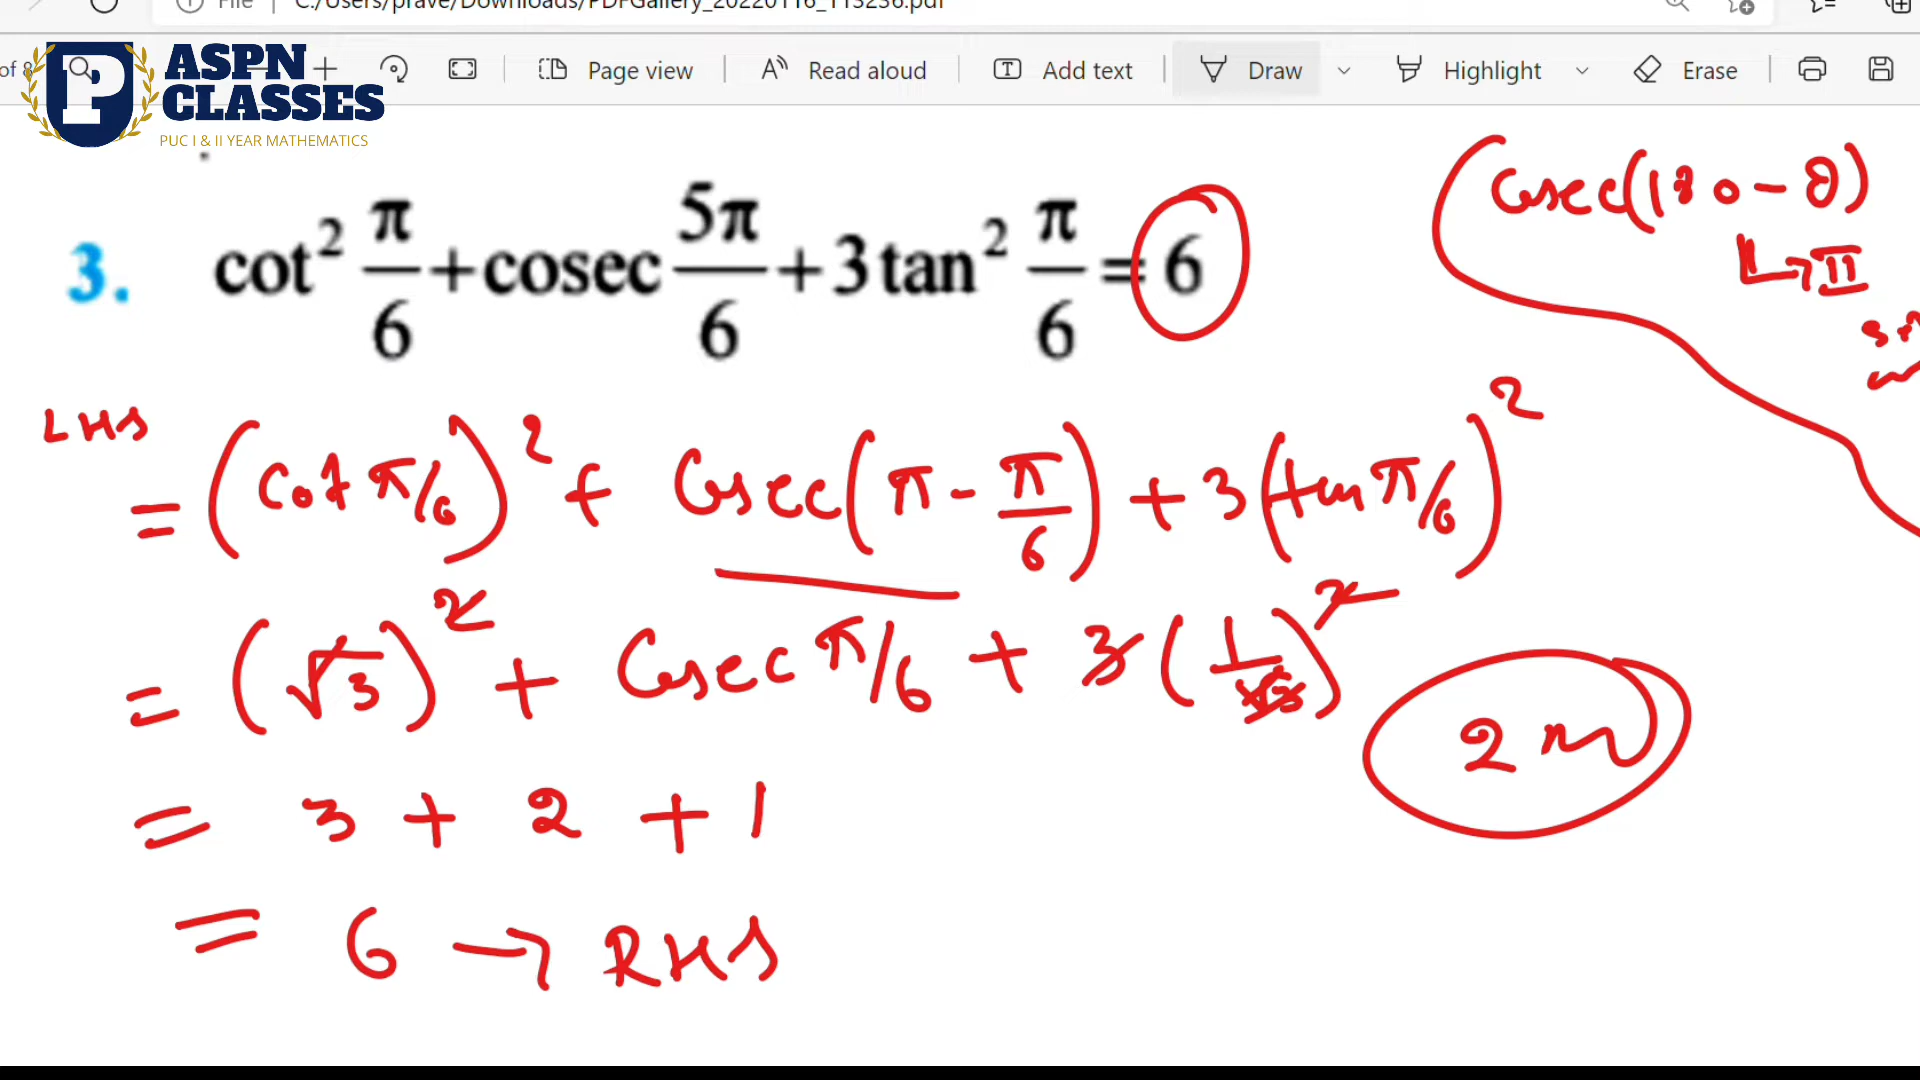 File | C:/Users/prave/Downloads/PDFGallery_20220116_113236.pdf
of 8 Page view | A Read aloud | T Add text | Draw Highlight Erase
ASPN
CLASSES
PUC I & II YEAR MATHEMATICS
3. cot² π/6 + cosec 5π/6 + 3 tan² π/6 = 6
Cosec(180 - θ)
↳ II
LHS
= (cot π/6)² + Cosec(π - π/6) + 3(tan π/6)²
= (√3)² + Cosec π/6 + 3(1/√3)²
2 m
= 3 + 2 + 1
= 6 → RHS